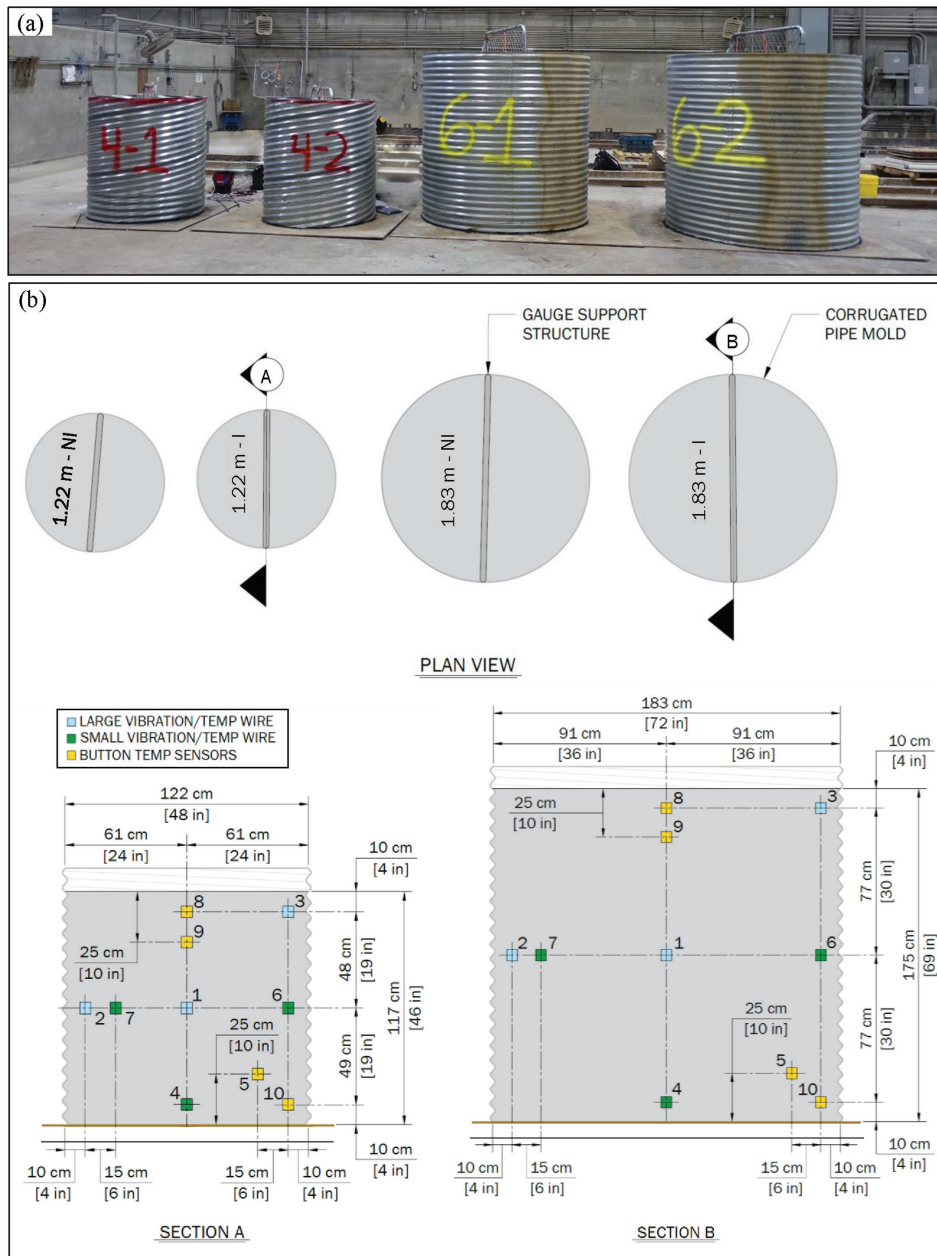 (a)
4-1
4-2
6-1
6-2
(b)
GAUGE SUPPORT
STRUCTURE
CORRUGATED
PIPE MOLD
A
B
1.22 m - NI
1.22 m - I
1.83 m - NI
1.83 m - I
PLAN VIEW
LARGE VIBRATION/TEMP WIRE
SMALL VIBRATION/TEMP WIRE
BUTTON TEMP SENSORS
122 cm
[48 in]
61 cm
[24 in]
61 cm
[24 in]
10 cm
[4 in]
8
3
9
25 cm
[10 in]
48 cm
[19 in]
117 cm
[46 in]
2
7
1
6
25 cm
[10 in]
49 cm
[19 in]
5
4
10
10 cm
[4 in]
10 cm
[4 in]
15 cm
[6 in]
15 cm
[6 in]
10 cm
[4 in]
SECTION A
183 cm
[72 in]
91 cm
[36 in]
91 cm
[36 in]
10 cm
[4 in]
25 cm
[10 in]
8
3
9
77 cm
[30 in]
175 cm
[69 in]
2
7
1
6
25 cm
[10 in]
77 cm
[30 in]
5
4
10
10 cm
[4 in]
10 cm
[4 in]
15 cm
[6 in]
15 cm
[6 in]
10 cm
[4 in]
SECTION B